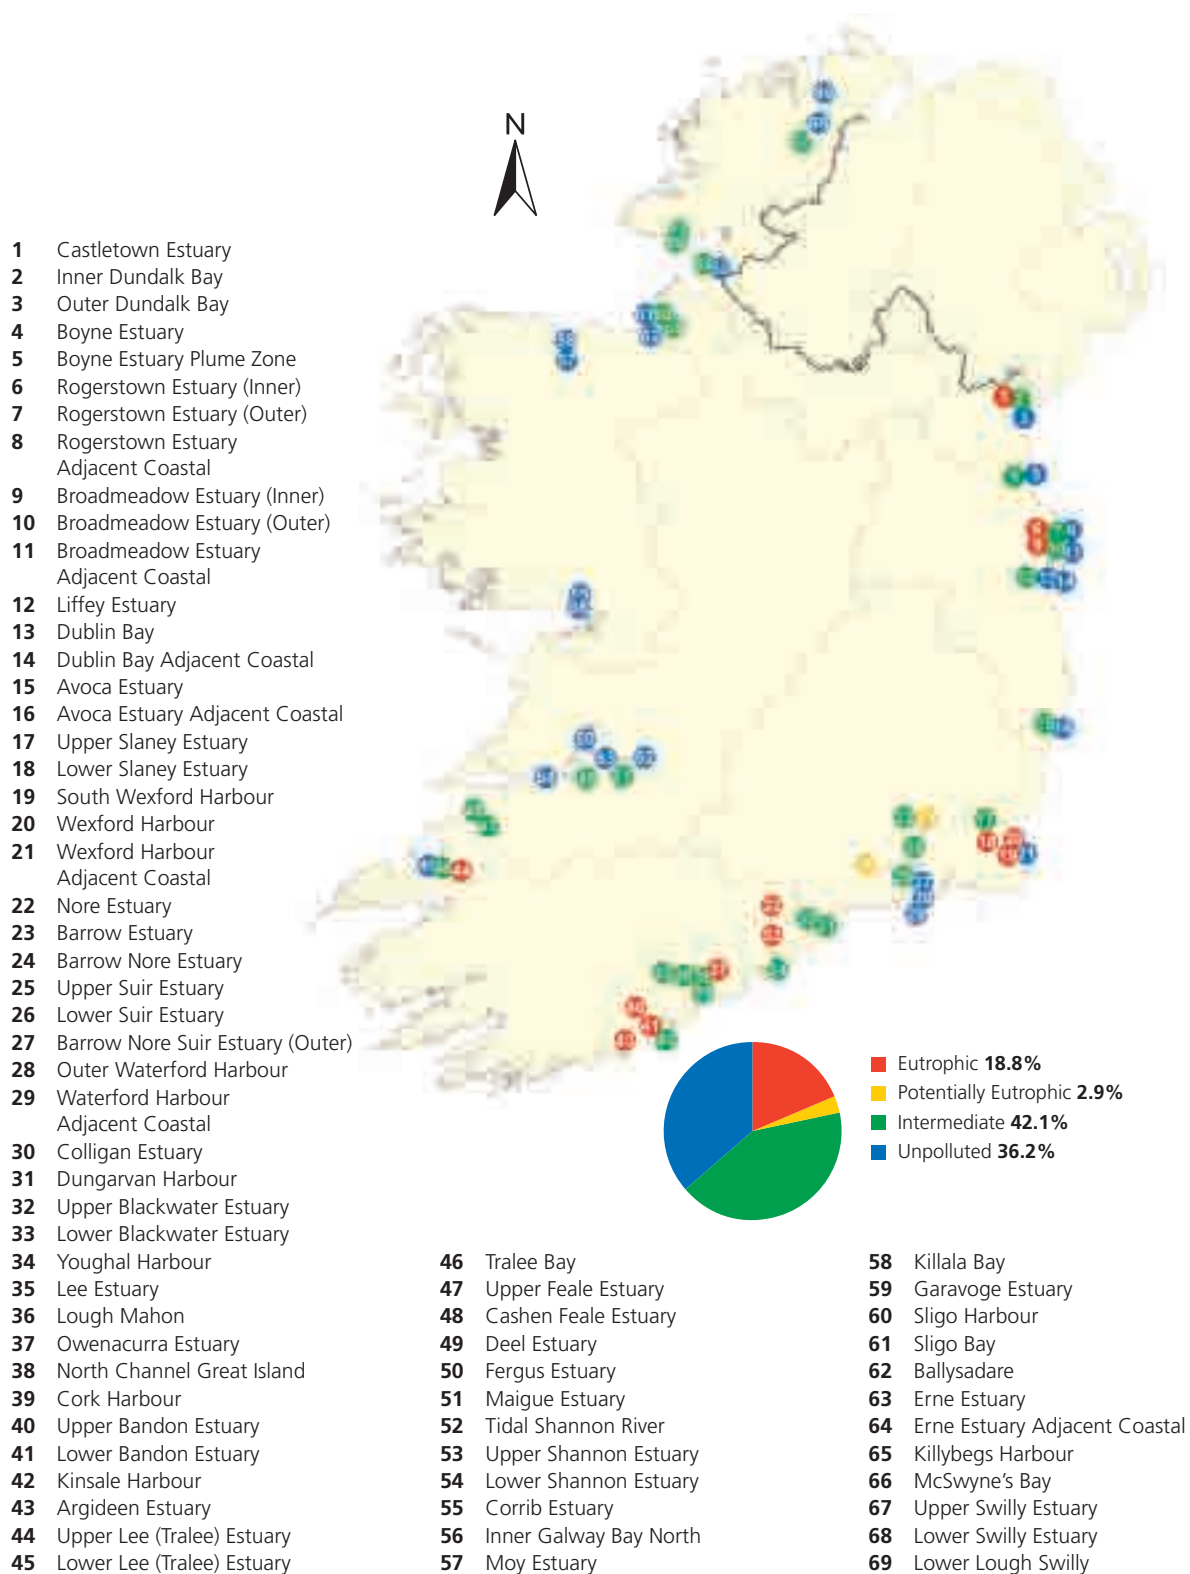 N
1 Castletown Estuary
2 Inner Dundalk Bay
3 Outer Dundalk Bay
4 Boyne Estuary
5 Boyne Estuary Plume Zone
6 Rogerstown Estuary (Inner)
7 Rogerstown Estuary (Outer)
8 Rogerstown Estuary
Adjacent Coastal
9 Broadmeadow Estuary (Inner)
10 Broadmeadow Estuary (Outer)
11 Broadmeadow Estuary
Adjacent Coastal
12 Liffey Estuary
13 Dublin Bay
14 Dublin Bay Adjacent Coastal
15 Avoca Estuary
16 Avoca Estuary Adjacent Coastal
17 Upper Slaney Estuary
18 Lower Slaney Estuary
19 South Wexford Harbour
20 Wexford Harbour
21 Wexford Harbour
Adjacent Coastal
22 Nore Estuary
23 Barrow Estuary
24 Barrow Nore Estuary
25 Upper Suir Estuary
26 Lower Suir Estuary
27 Barrow Nore Suir Estuary (Outer)
28 Outer Waterford Harbour
29 Waterford Harbour
Adjacent Coastal
30 Colligan Estuary
31 Dungarvan Harbour
32 Upper Blackwater Estuary
33 Lower Blackwater Estuary
34 Youghal Harbour
35 Lee Estuary
36 Lough Mahon
37 Owenacurra Estuary
38 North Channel Great Island
39 Cork Harbour
40 Upper Bandon Estuary
41 Lower Bandon Estuary
42 Kinsale Harbour
43 Argideen Estuary
44 Upper Lee (Tralee) Estuary
45 Lower Lee (Tralee) Estuary
Eutrophic 18.8%
Potentially Eutrophic 2.9%
Intermediate 42.1%
Unpolluted 36.2%
46 Tralee Bay
47 Upper Feale Estuary
48 Cashen Feale Estuary
49 Deel Estuary
50 Fergus Estuary
51 Maigue Estuary
52 Tidal Shannon River
53 Upper Shannon Estuary
54 Lower Shannon Estuary
55 Corrib Estuary
56 Inner Galway Bay North
57 Moy Estuary
58 Killala Bay
59 Garavoge Estuary
60 Sligo Harbour
61 Sligo Bay
62 Ballysadare
63 Erne Estuary
64 Erne Estuary Adjacent Coastal
65 Killybegs Harbour
66 McSwyne's Bay
67 Upper Swilly Estuary
68 Lower Swilly Estuary
69 Lower Lough Swilly